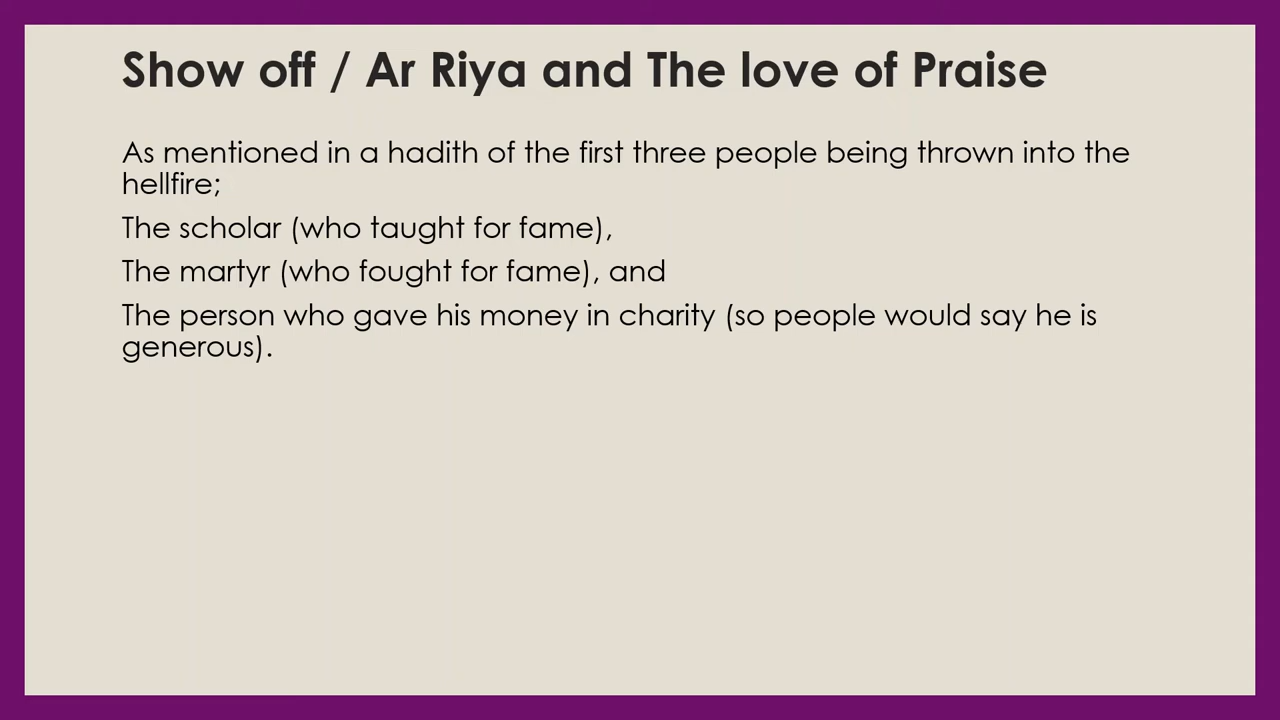 Show off / Ar Riya and The love of Praise
As mentioned in a hadith of the first three people being thrown into the
hellfire;
The scholar (who taught for fame),
The martyr (who fought for fame), and
The person who gave his money in charity (so people would say he is
generous).